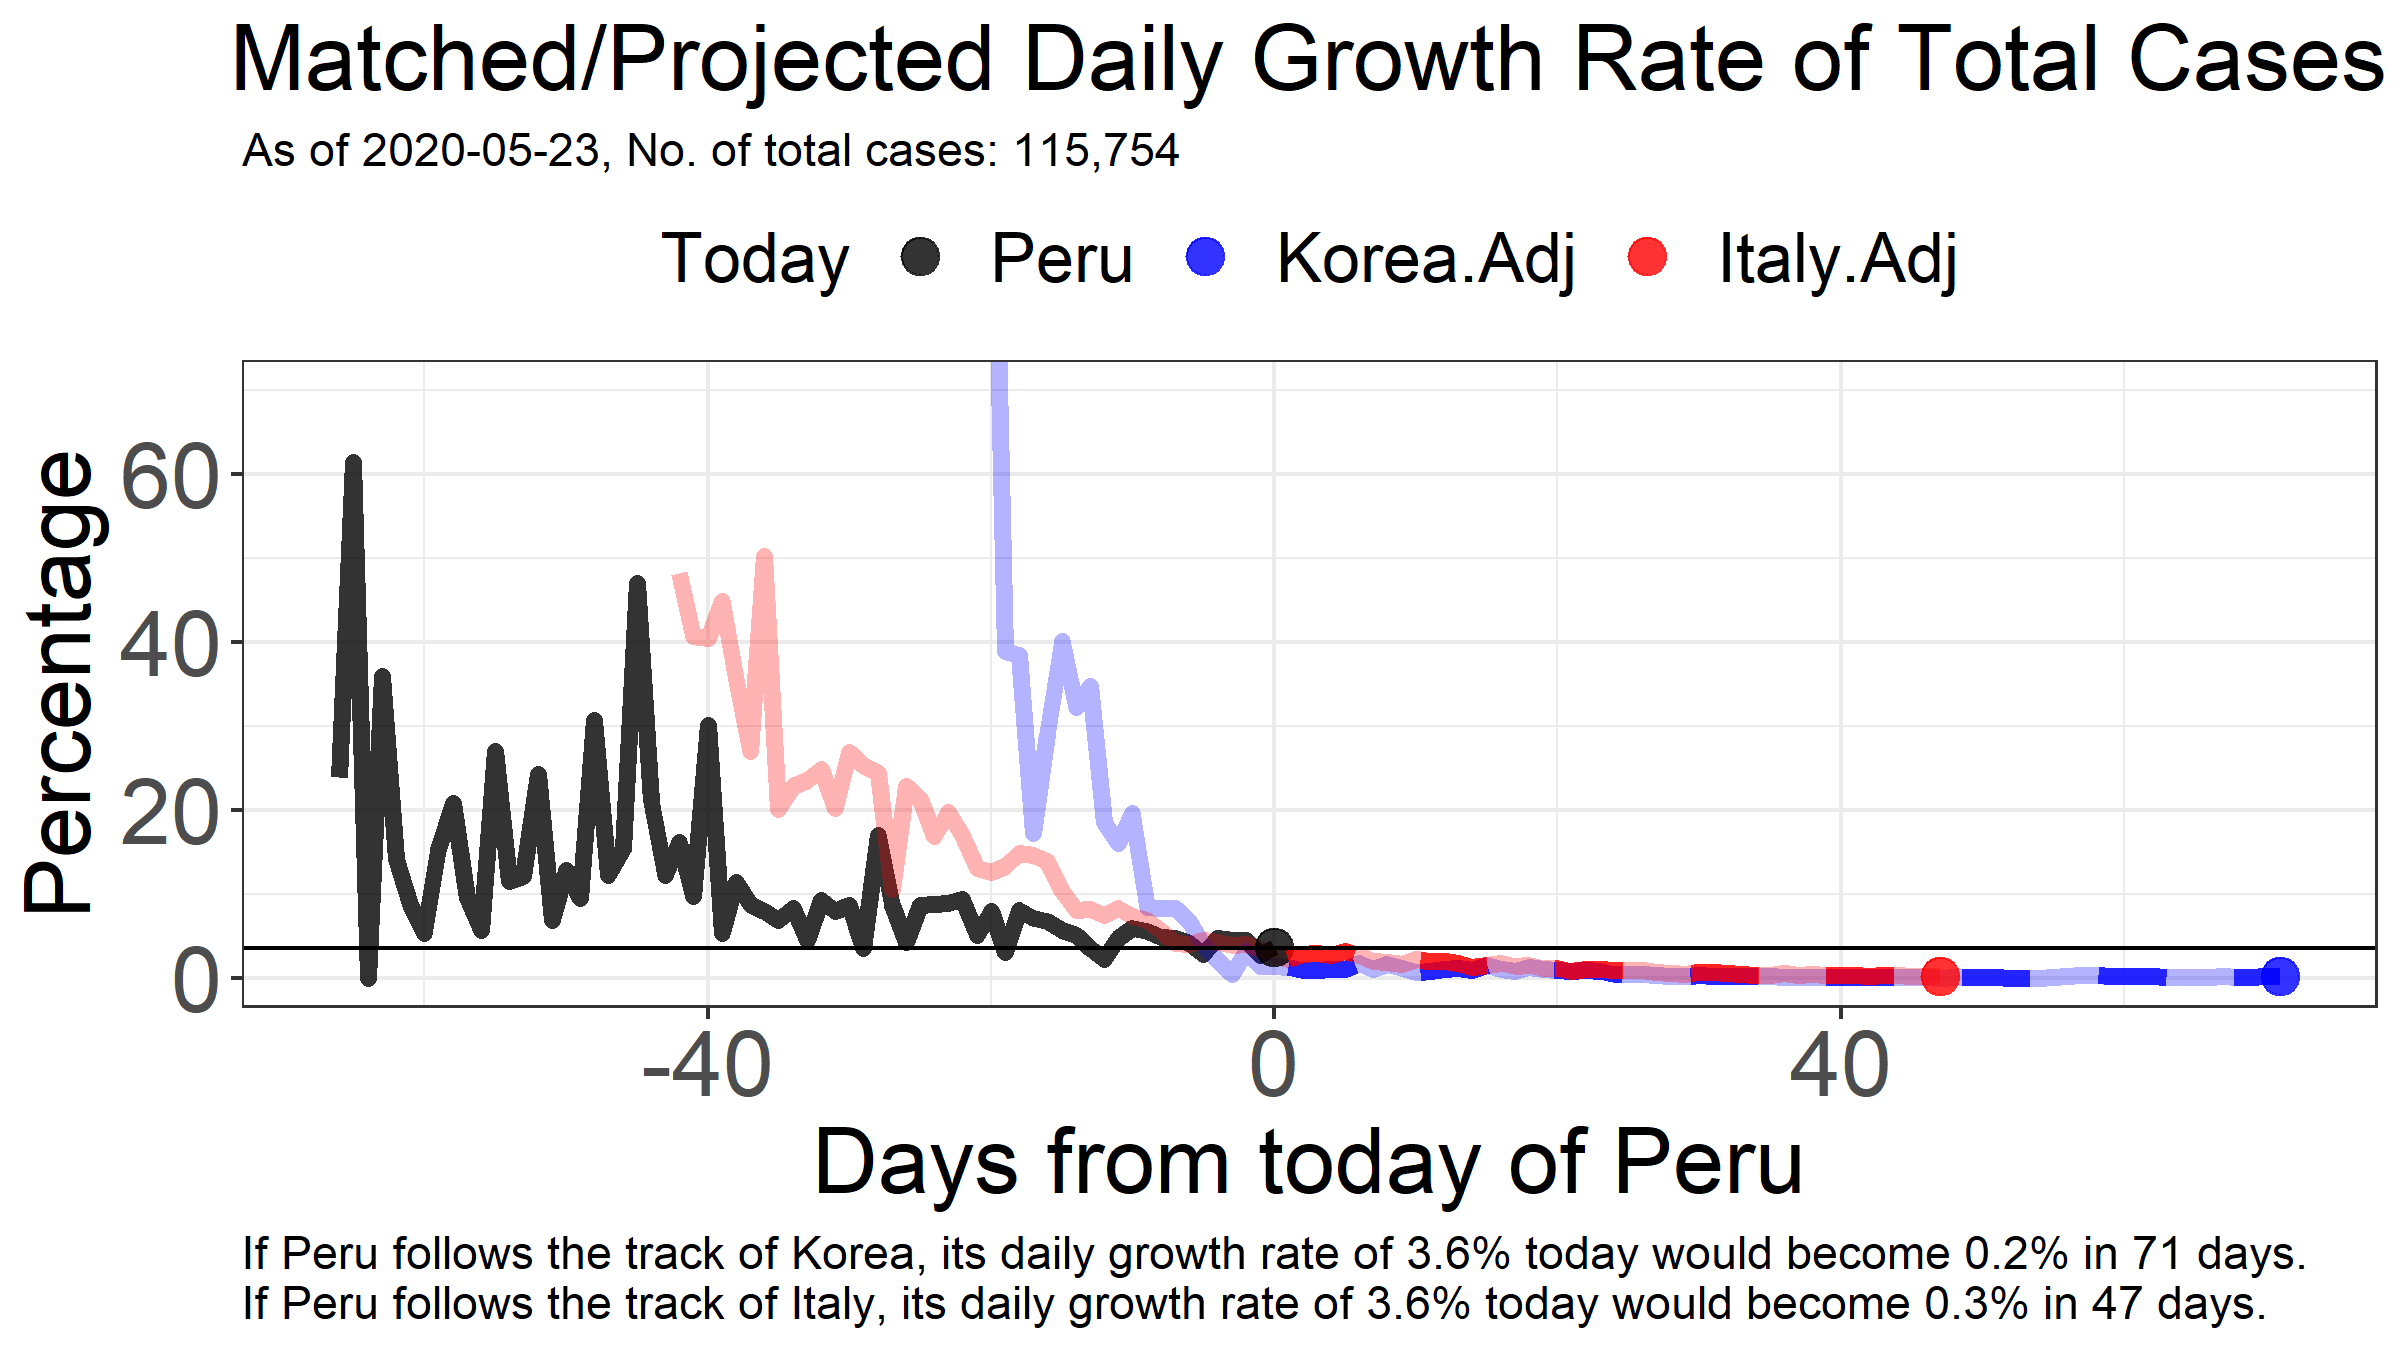 Matched/Projected Daily Growth Rate of Total Cases
As of 2020-05-23, No. of total cases: 115,754
Today Peru Korea.Adj Italy.Adj
Percentage
60
40
20
0
-40 0 40
Days from today of Peru
If Peru follows the track of Korea, its daily growth rate of 3.6% today would become 0.2% in 71 days.
If Peru follows the track of Italy, its daily growth rate of 3.6% today would become 0.3% in 47 days.